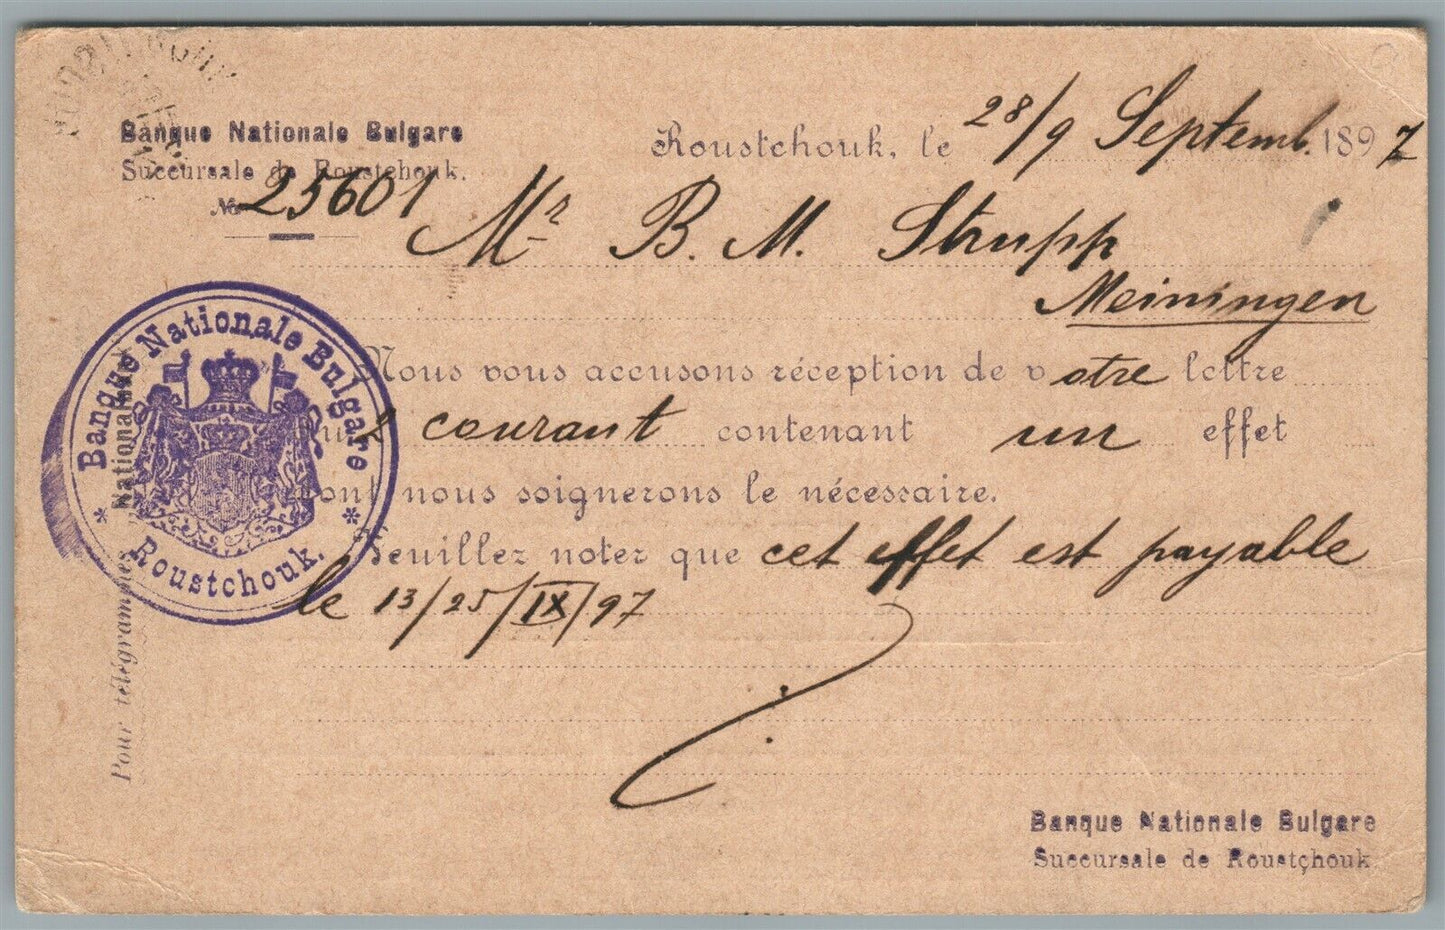 Banque Nationale Bulgare
Succursale de Roustchouk.
№ 25601
Roustchouk, le 28/9 Septemb. 1897
Mr B. M. Strupp
Meiningen
Banque Nationale Bulgare
* Roustchouk. *
Nous vous accusons réception de votre lettre
du 2 courant contenant un effet
dont nous soignerons le nécessaire.
Veuillez noter que cet effet est payable
le 13/25/IX/97
Pour télégrammes „Nationalebu
Banque Nationale Bulgare
Succursale de Roustchouk